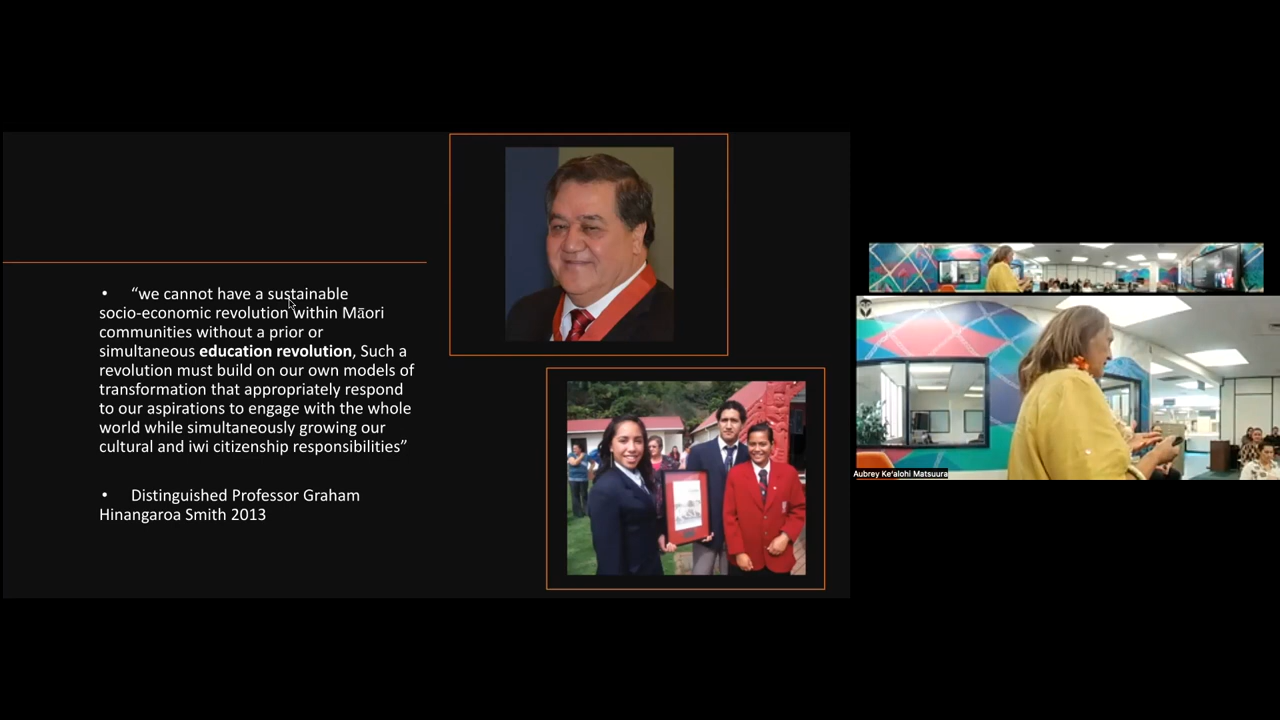 • “we cannot have a sustainable
socio-economic revolution within Māori
communities without a prior or
simultaneous education revolution, Such a
revolution must build on our own models of
transformation that appropriately respond
to our aspirations to engage with the whole
world while simultaneously growing our
cultural and iwi citizenship responsibilities”
• Distinguished Professor Graham
Hinangaroa Smith 2013
Aubrey Keʻalohi Matsuura